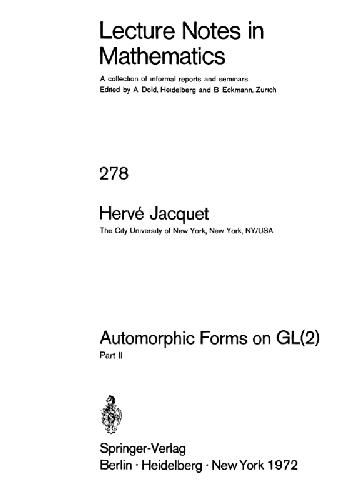 Lecture Notes in
Mathematics
A collection of informal reports and seminars
Edited by A. Dold, Heidelberg and B. Eckmann, Zürich
278
Hervé Jacquet
The City University of New York, New York, NY/USA
Automorphic Forms on GL(2)
Part II
Springer-Verlag
Berlin · Heidelberg · New York 1972